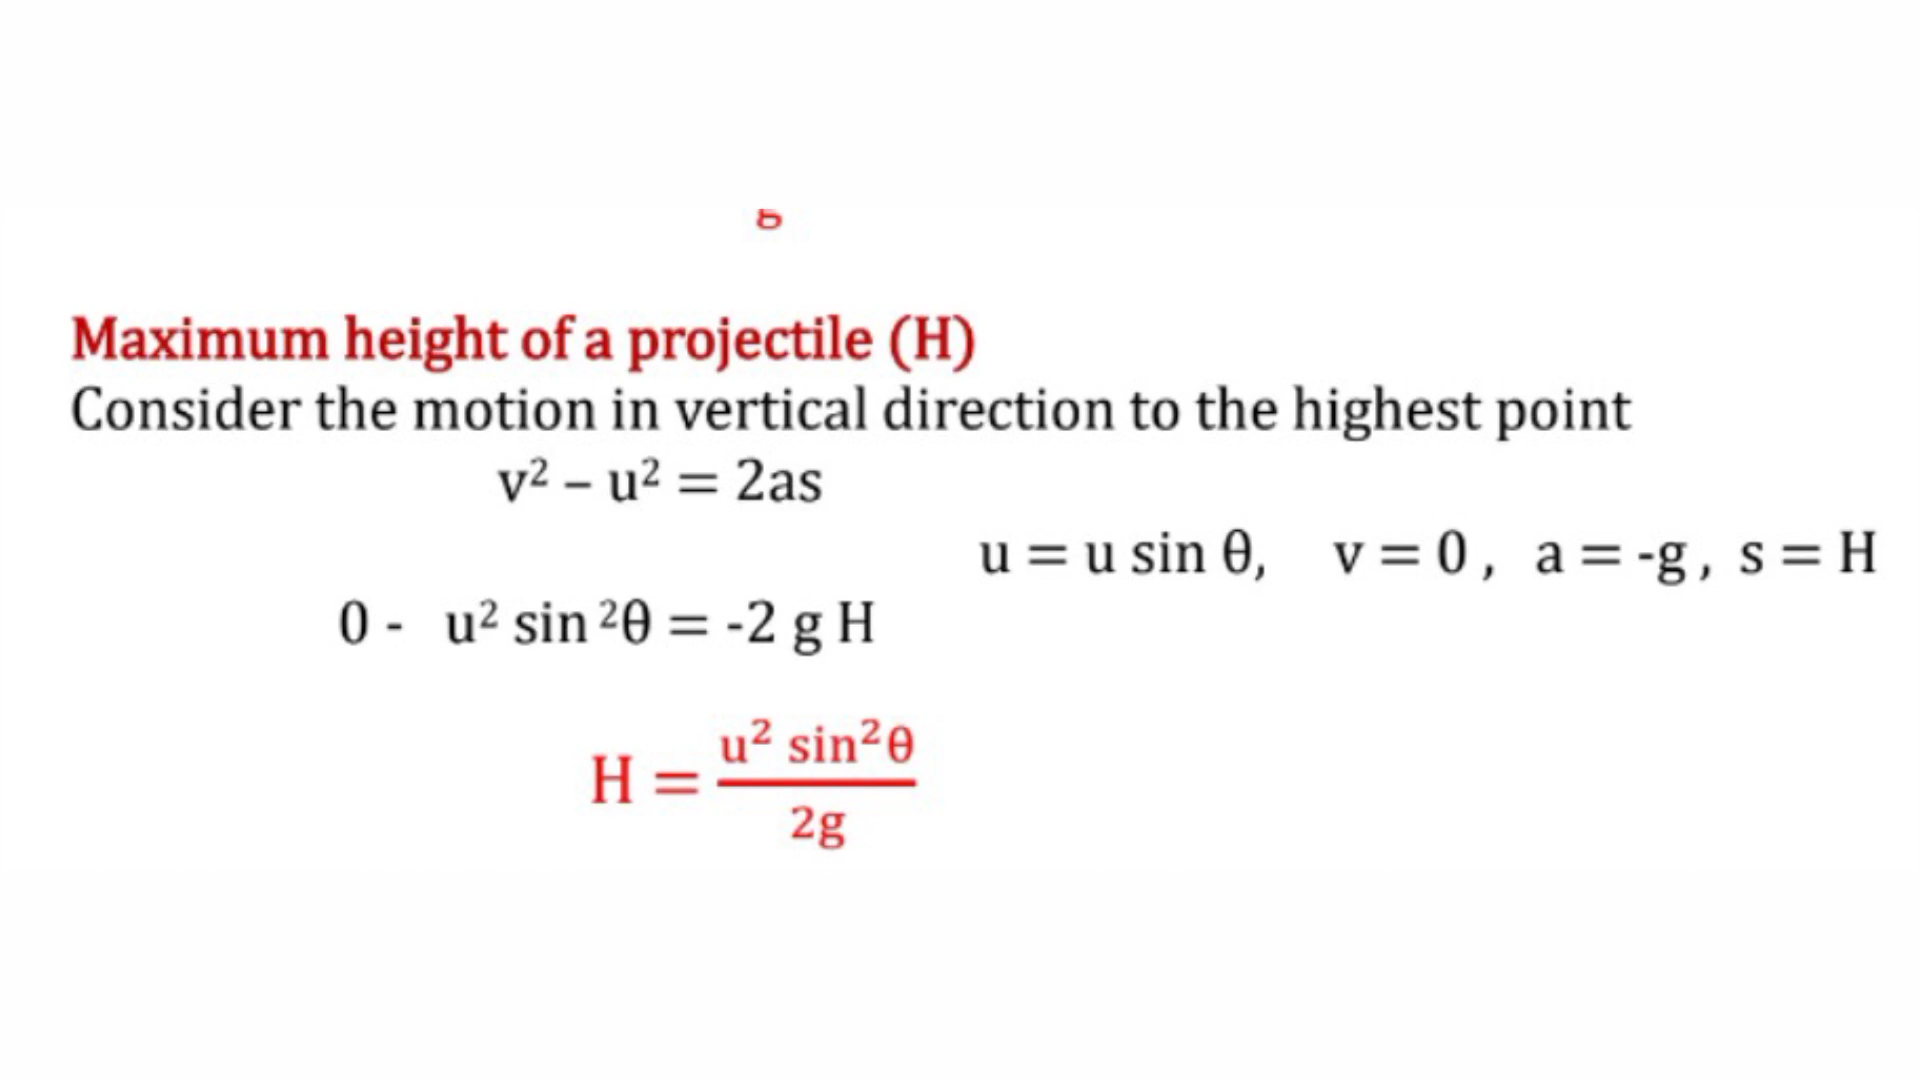 g
Maximum height of a projectile (H)
Consider the motion in vertical direction to the highest point
v² – u² = 2as
u = u sin θ, v = 0 , a = -g , s = H
0 - u² sin ²θ = -2 g H
H = u² sin²θ / 2g